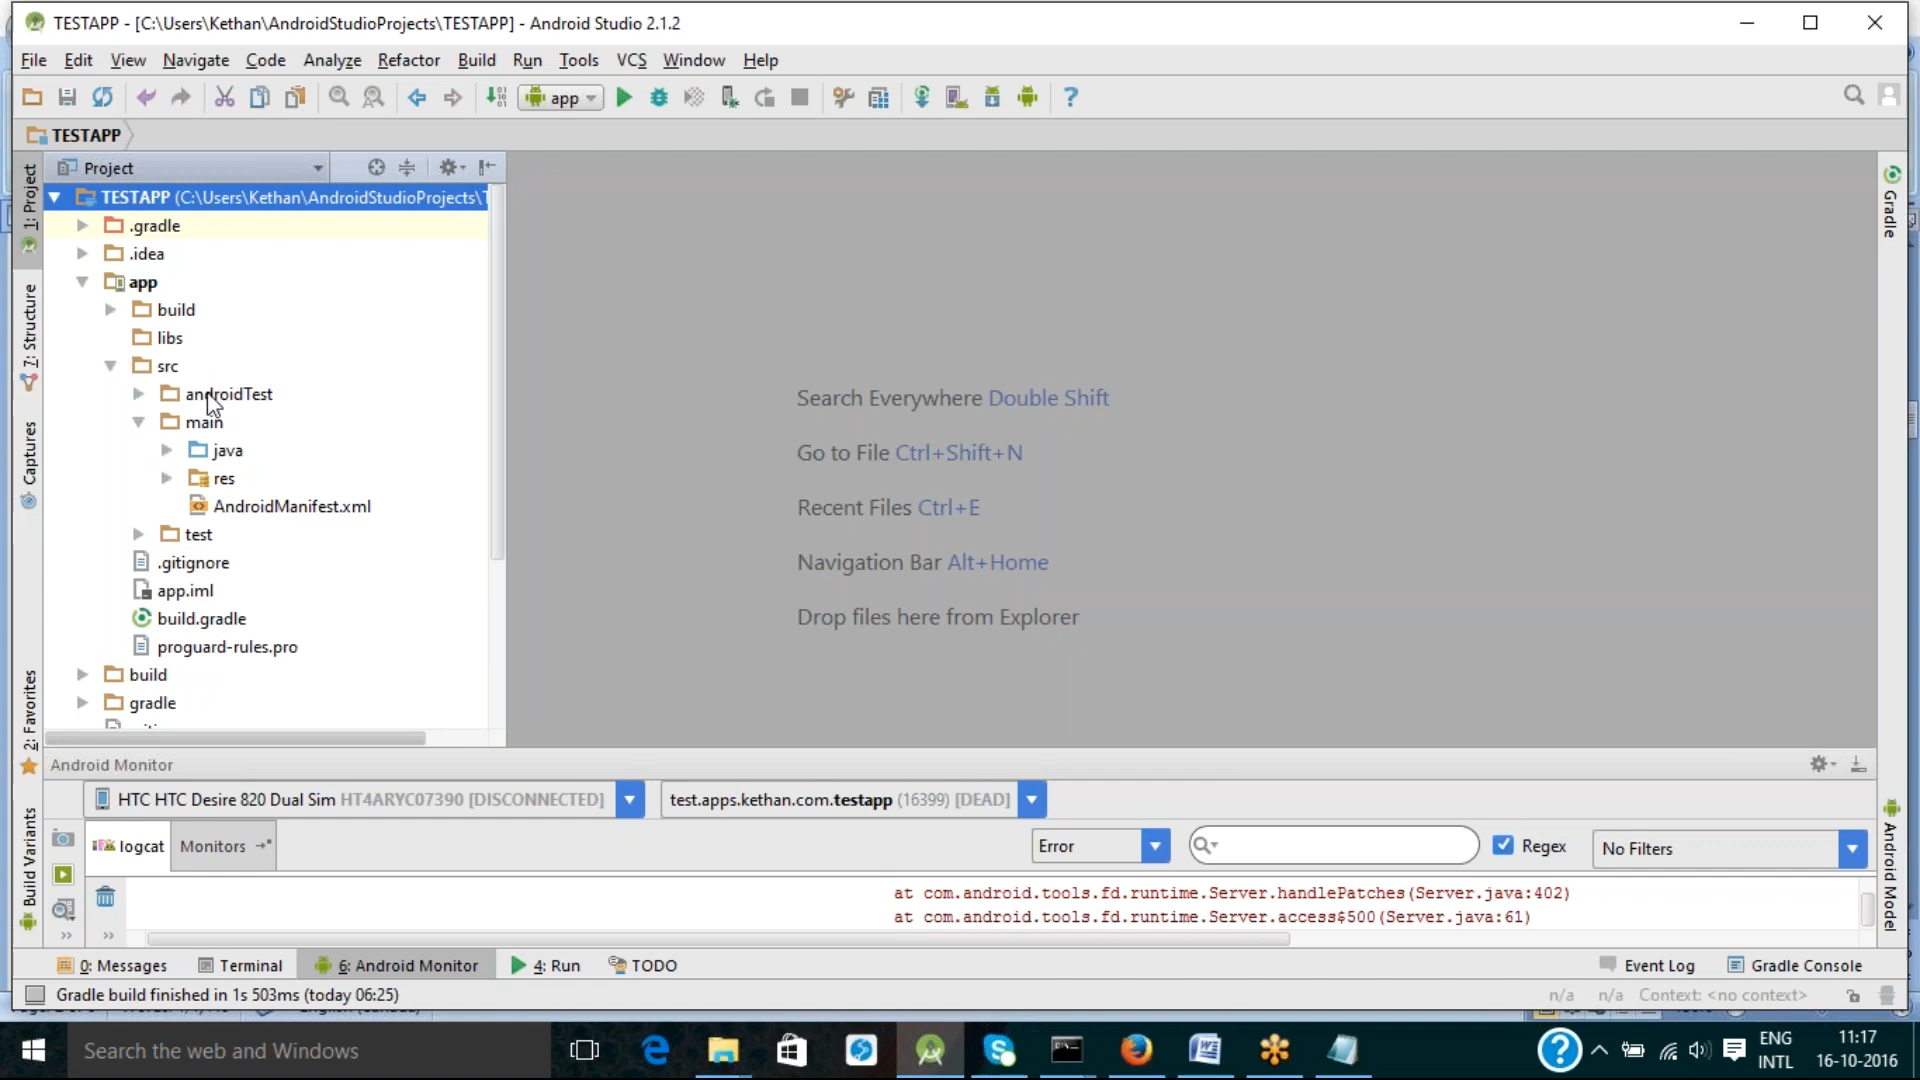 TESTAPP - [C:\Users\Kethan\AndroidStudioProjects\TESTAPP] - Android Studio 2.1.2
File Edit View Navigate Code Analyze Refactor Build Run Tools VCS Window Help
app
?
TESTAPP
Project
TESTAPP (C:\Users\Kethan\AndroidStudioProjects\T
.gradle
.idea
app
build
libs
src
androidTest
main
java
res
AndroidManifest.xml
test
.gitignore
app.iml
build.gradle
proguard-rules.pro
build
gradle
1: Project
7: Structure
Captures
2: Favorites
Build Variants
Search Everywhere Double Shift
Go to File Ctrl+Shift+N
Recent Files Ctrl+E
Navigation Bar Alt+Home
Drop files here from Explorer
Gradle
Android Model
Android Monitor
HTC HTC Desire 820 Dual Sim HT4ARYC07390 [DISCONNECTED]
test.apps.kethan.com.testapp (16399) [DEAD]
logcat
Monitors
Error
Regex
No Filters
at com.android.tools.fd.runtime.Server.handlePatches(Server.java:402)
at com.android.tools.fd.runtime.Server.access$500(Server.java:61)
0: Messages
Terminal
6: Android Monitor
4: Run
TODO
Event Log
Gradle Console
Gradle build finished in 1s 503ms (today 06:25)
n/a n/a Context: <no context>
Search the web and Windows
ENG
INTL
11:17
16-10-2016